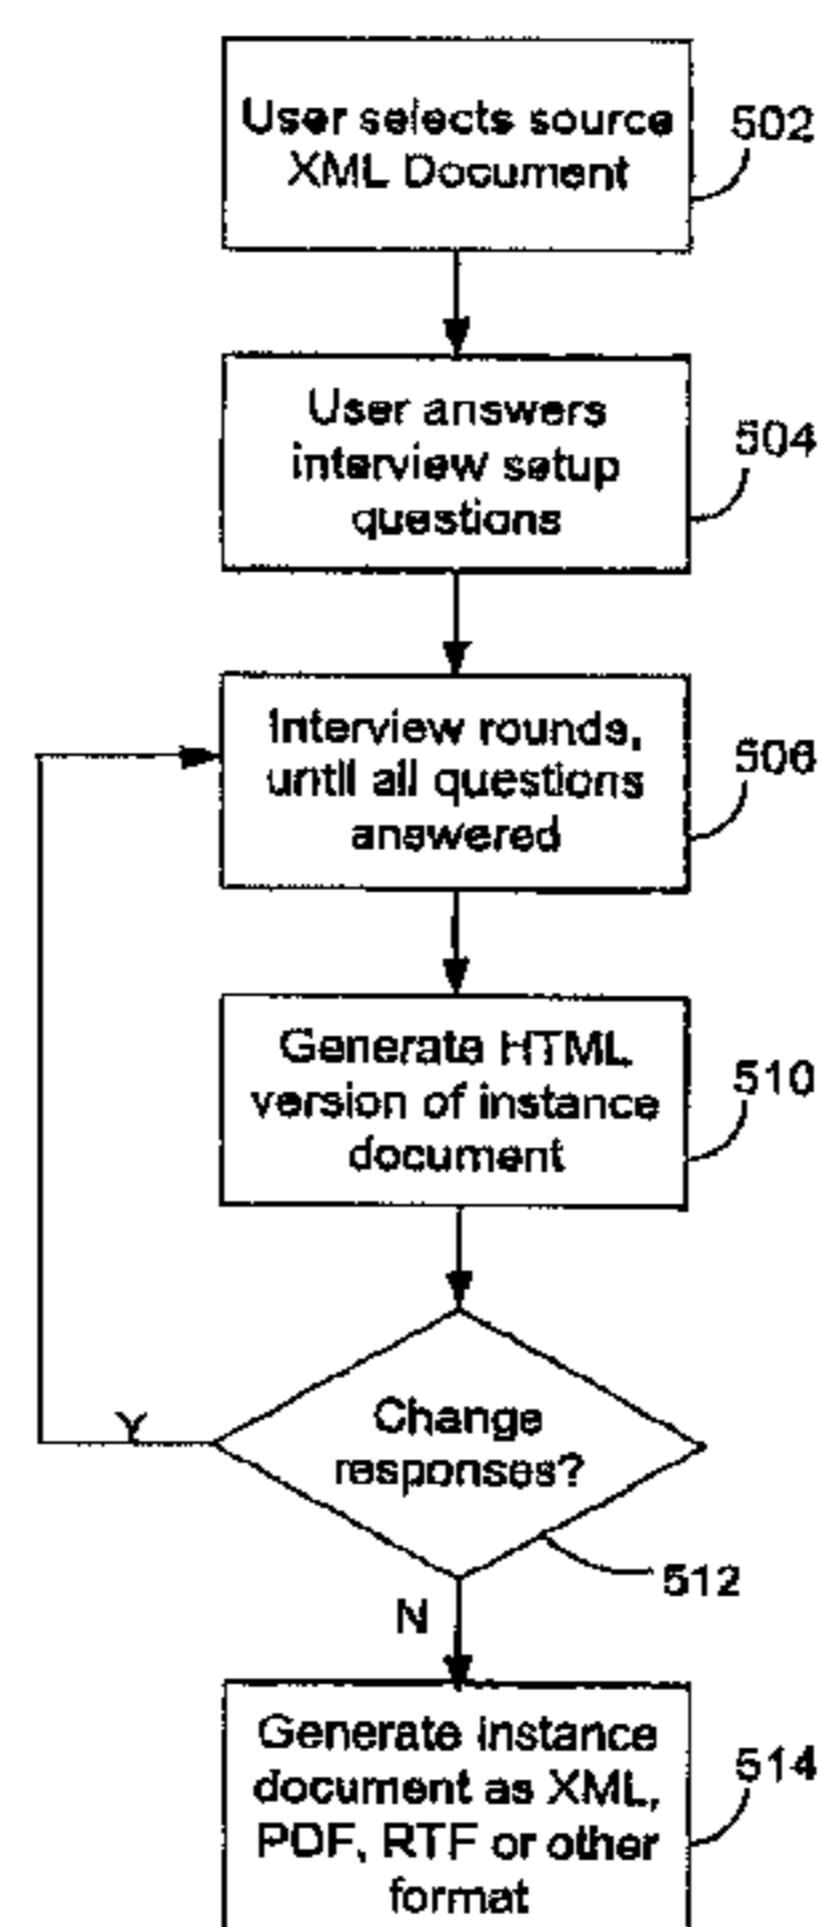 User selects source
XML Document
502
User answers
interview setup
questions
504
Interview rounds,
until all questions
answered
506
Generate HTML
version of instance
document
510
Change
responses?
Y
512
N
Generate instance
document as XML,
PDF, RTF or other
format
514